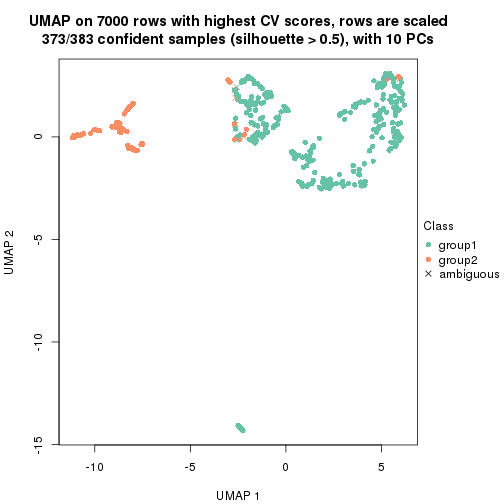 UMAP on 7000 rows with highest CV scores, rows are scaled
373/383 confident samples (silhouette > 0.5), with 10 PCs
0
-5
-10
-15
UMAP 2
-10
-5
0
5
UMAP 1
Class
group1
group2
ambiguous